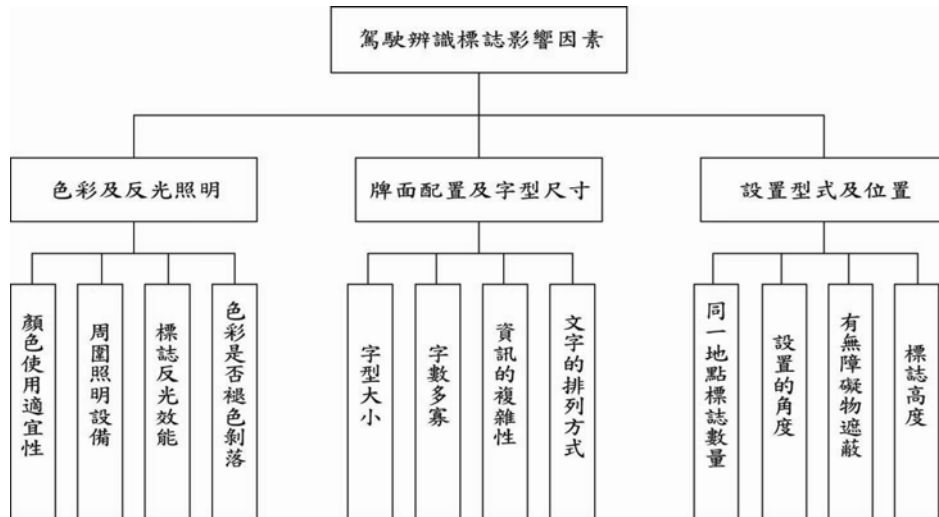 駕駛辨識標誌影響因素
色彩及反光照明
牌面配置及字型尺寸
設置型式及位置
顏色使用適宜性
周圍照明設備
標誌反光效能
色彩是否褪色剝落
字型大小
字數多寡
資訊的複雜性
文字的排列方式
同一地點標誌數量
設置的角度
有無障礙物遮蔽
標誌高度